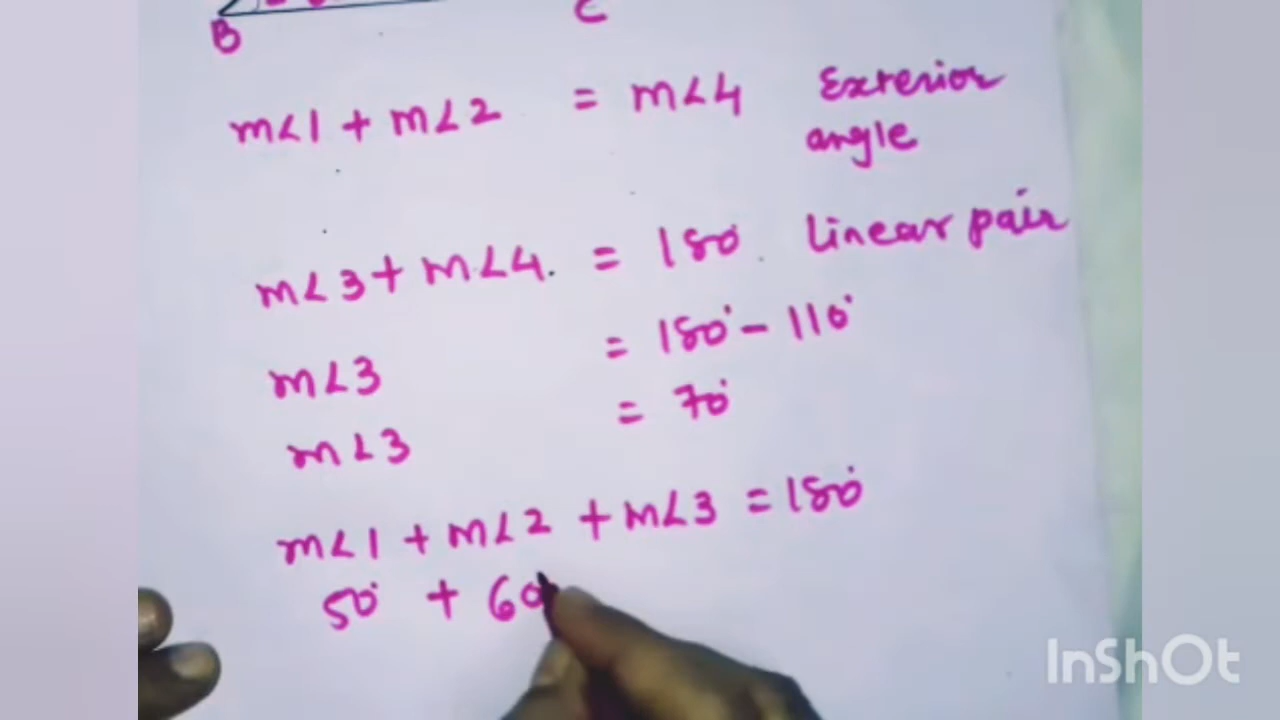 B C
m∠1 + m∠2 = m∠4 Exterior
angle
m∠3 + m∠4. = 180° linear pair
m∠3 = 180° - 110°
m∠3 = 70°
m∠1 + m∠2 + m∠3 = 180°
50° + 60
InShOt